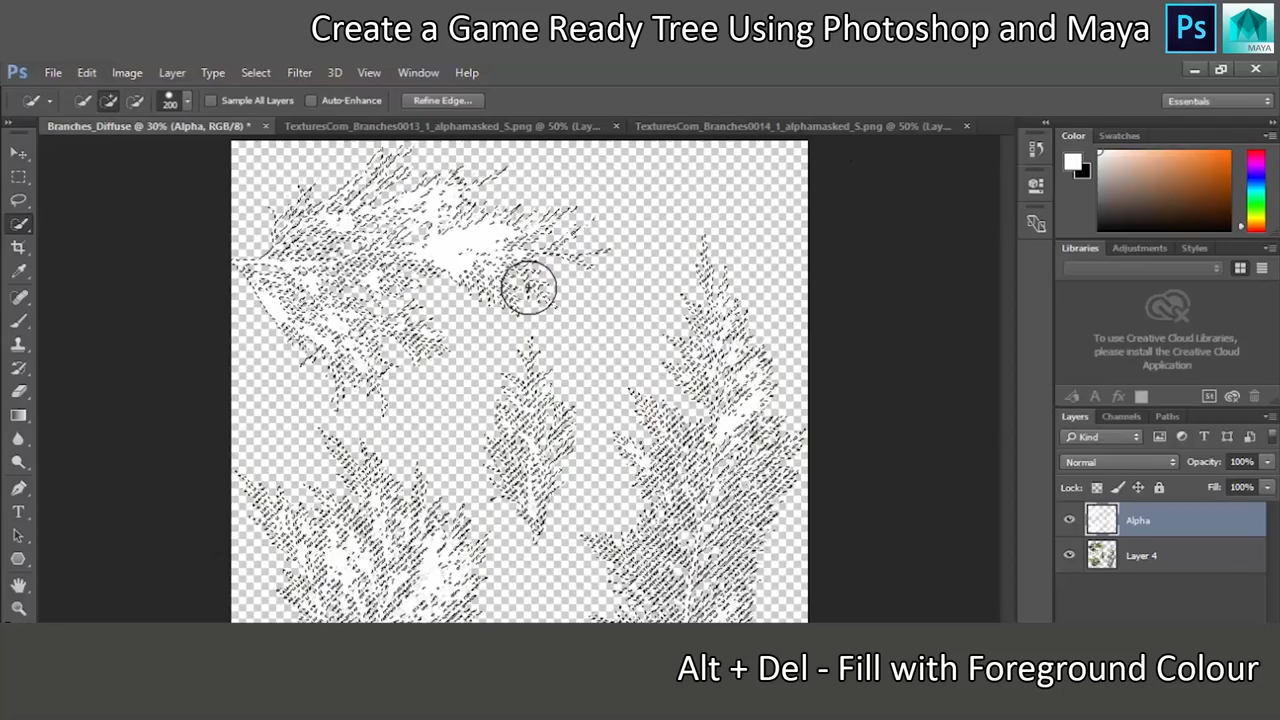 Create a Game Ready Tree Using Photoshop and Maya
Ps
MAYA
Ps File Edit Image Layer Type Select Filter 3D View Window Help
200 Sample All Layers Auto-Enhance Refine Edge... Essentials
Branches_Diffuse @ 30% (Alpha, RGB/8) * × TexturesCom_Branches0013_1_alphamasked_S.png @ 50% (Lay... × TexturesCom_Branches0014_1_alphamasked_S.png @ 50% (Lay... ×
Color Swatches
Libraries Adjustments Styles
To use Creative Cloud Libraries,
please install the Creative Cloud
Application
St
Layers Channels Paths
Kind
Normal Opacity: 100%
Lock: Fill: 100%
Alpha
Layer 4
Alt + Del - Fill with Foreground Colour